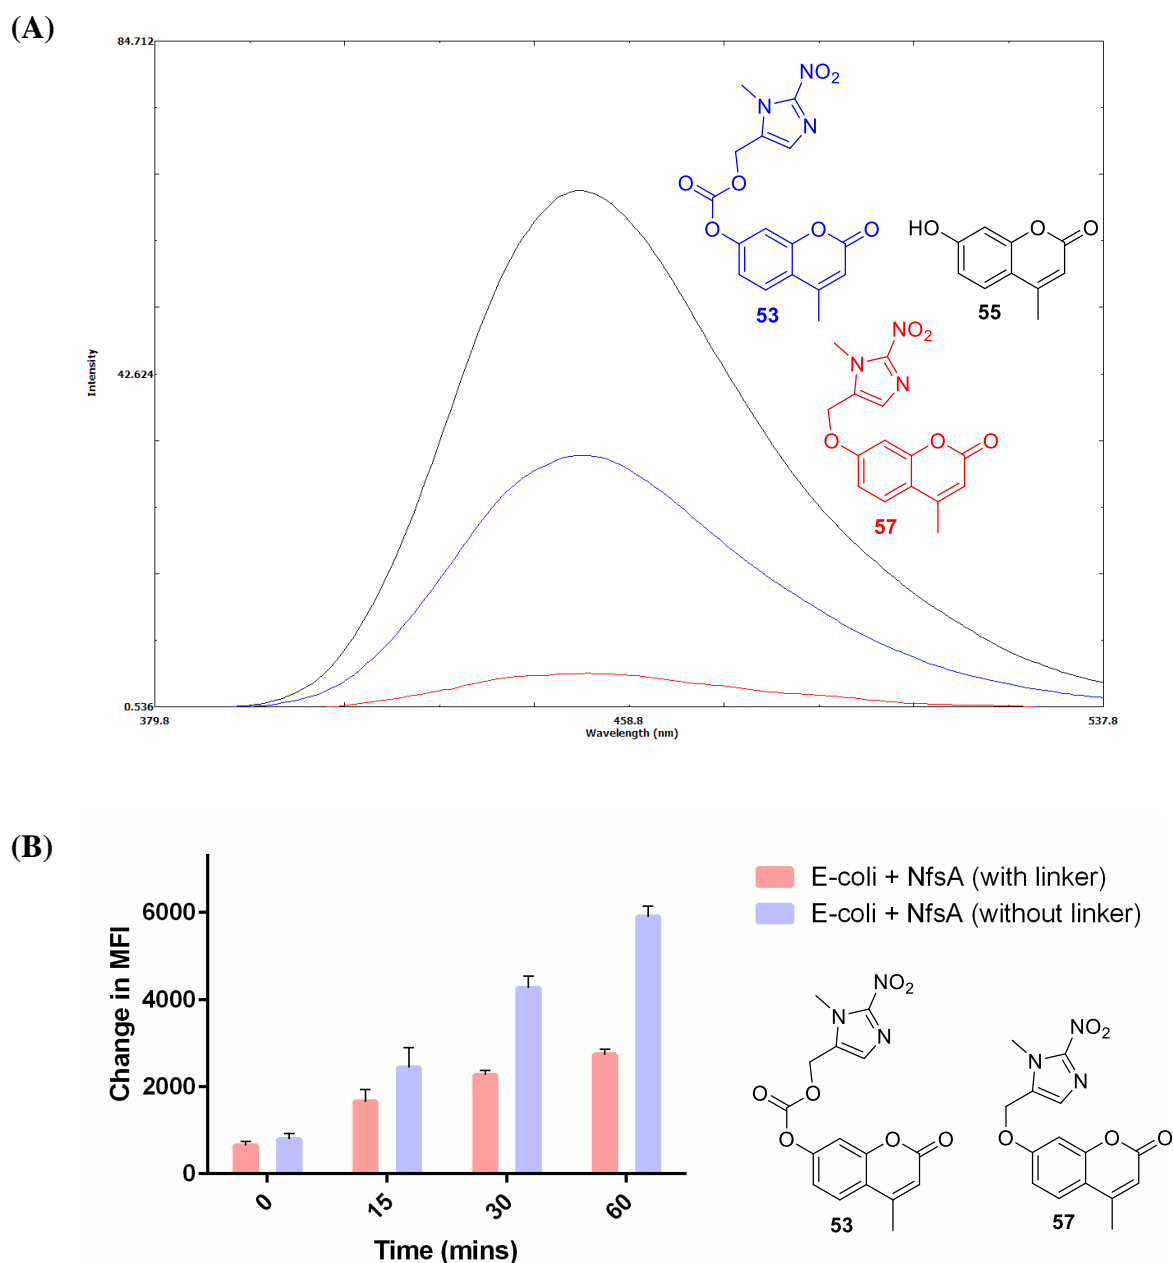 (A)
84.712
42.624
0.536
Intensity
379.8
458.8
537.8
Wavelength (nm)
NO2
N
N
O
O
O
O
O
53
HO
O
O
55
NO2
N
N
O
O
O
57
(B)
Change in MFI
6000
4000
2000
0
0
15
30
60
Time (mins)
E-coli + NfsA (with linker)
E-coli + NfsA (without linker)
NO2
N
N
O
O
O
O
O
53
NO2
N
N
O
O
O
57